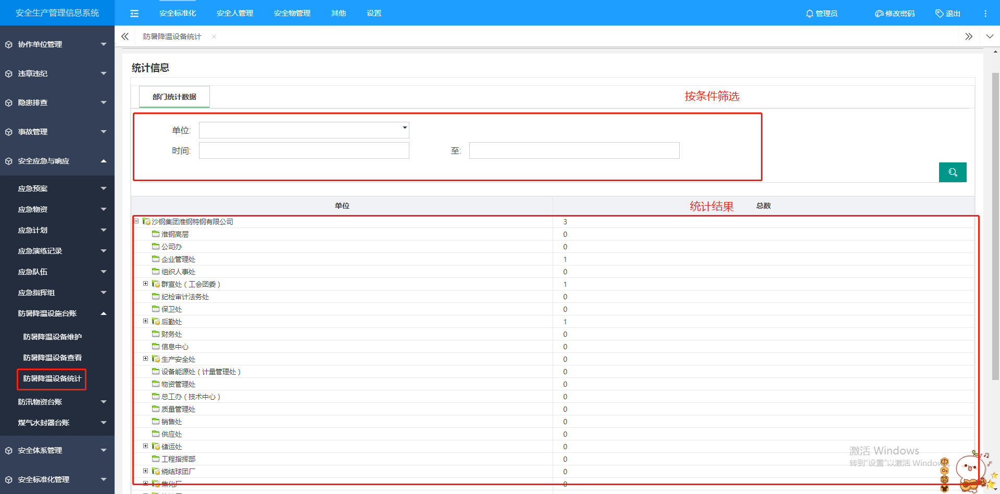 安全生产管理信息系统
安全标准化 安全人管理 安全物管理 其他 设置
管理员 修改密码 退出
防暑降温设备统计
协作单位管理
违章违纪
隐患排查
事故管理
安全应急与响应
应急预案
应急物资
应急计划
应急演练记录
应急队伍
应急指挥组
防暑降温设施台账
防暑降温设备维护
防暑降温设备查看
防暑降温设备统计
防汛物资台账
煤气水封器台账
安全体系管理
安全标准化管理
统计信息
部门统计数据
按条件筛选
单位:
时间: 至:
单位 统计结果 总数
沙钢集团淮钢特钢有限公司 3
淮钢高层 0
公司办 0
企业管理处 1
组织人事处 0
群宣处（工会团委） 1
纪检审计法务处 0
保卫处 0
后勤处 1
财务处 0
信息中心 0
生产安全处 0
设备能源处（计量管理处） 0
物资管理处 0
总工办（技术中心） 0
质量管理处 0
销售处 0
供应处 0
储运处 0
工程指挥部 0
烧结球团厂 0
焦化厂 0
激活 Windows
转到"设置"以激活 Windows。
中
简